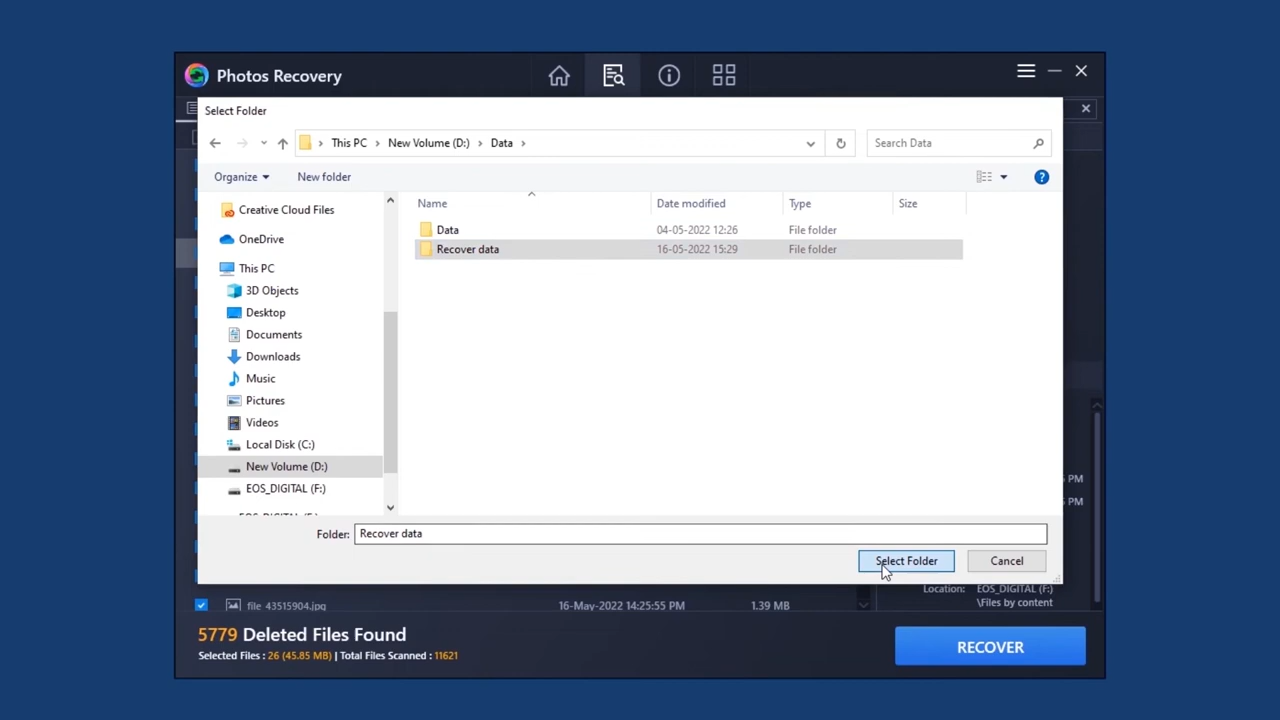 Photos Recovery
Select Folder
This PC New Volume (D:) Data
Search Data
Organize New folder
Name Date modified Type Size
Creative Cloud Files
OneDrive
This PC
3D Objects
Desktop
Documents
Downloads
Music
Pictures
Videos
Local Disk (C:)
New Volume (D:)
EOS_DIGITAL (F:)
Data 04-05-2022 12:26 File folder
Recover data 16-05-2022 15:29 File folder
PM
PM
Folder: Recover data
Select Folder Cancel
Location: EOS_DIGITAL (F:)
\Files by content
file 43515904.jpg 16-May-2022 14:25:55 PM 1.39 MB
5779 Deleted Files Found
Selected Files : 26 (45.85 MB) | Total Files Scanned : 11621
RECOVER